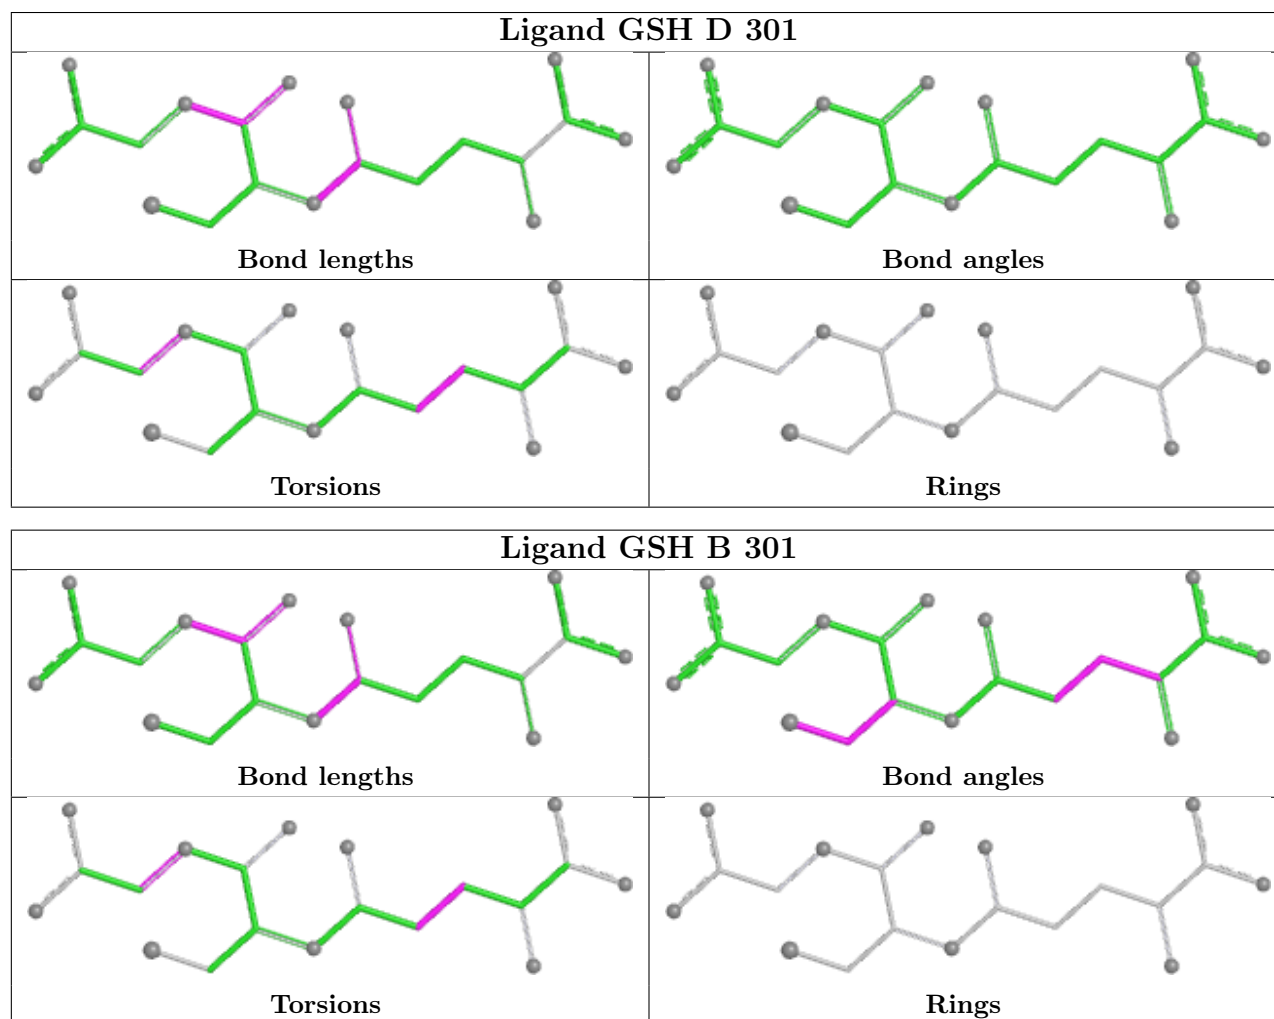 Ligand GSH D 301
Bond lengths
Bond angles
Torsions
Rings
Ligand GSH B 301
Bond lengths
Bond angles
Torsions
Rings